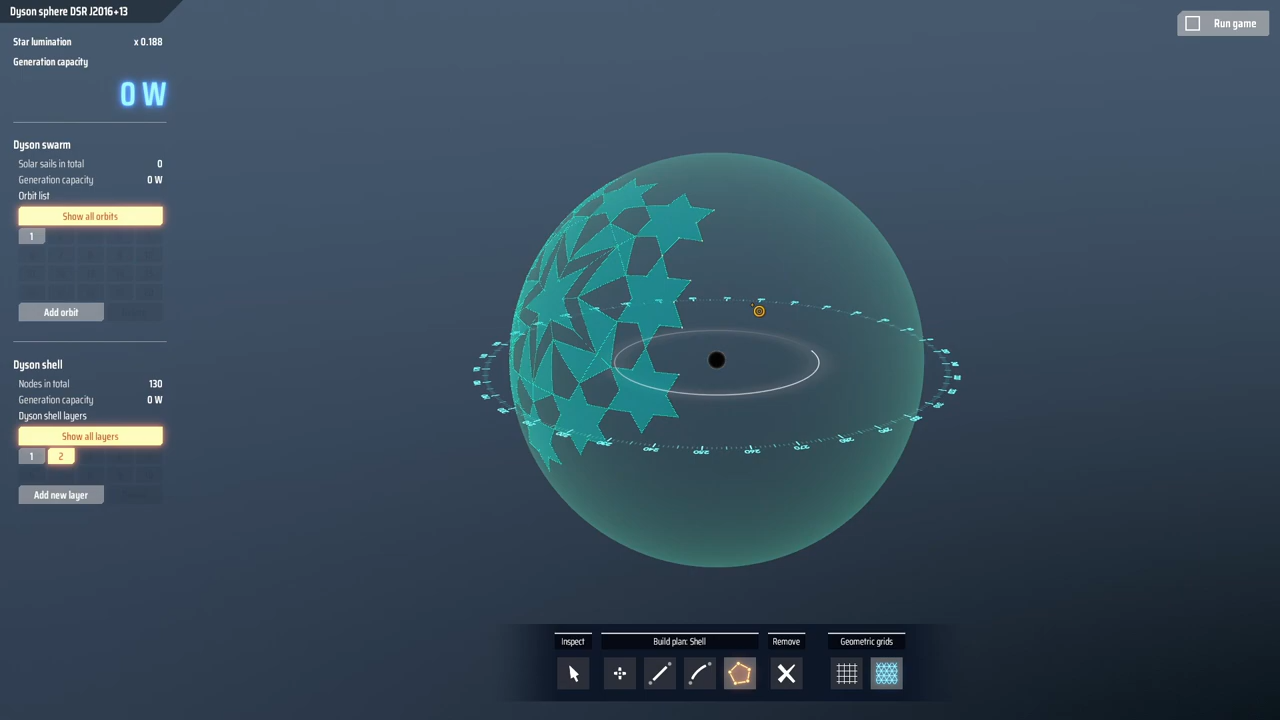 Dyson sphere DSR J2016+13
Run game
Star lumination x 0.188
Generation capacity
0 W
Dyson swarm
Solar sails in total 0
Generation capacity 0 W
Orbit list
Show all orbits
1
Add orbit
Dyson shell
Nodes in total 130
Generation capacity 0 W
Dyson shell layers
Show all layers
1 2
Add new layer
Inspect Build plan: Shell Remove Geometric grids